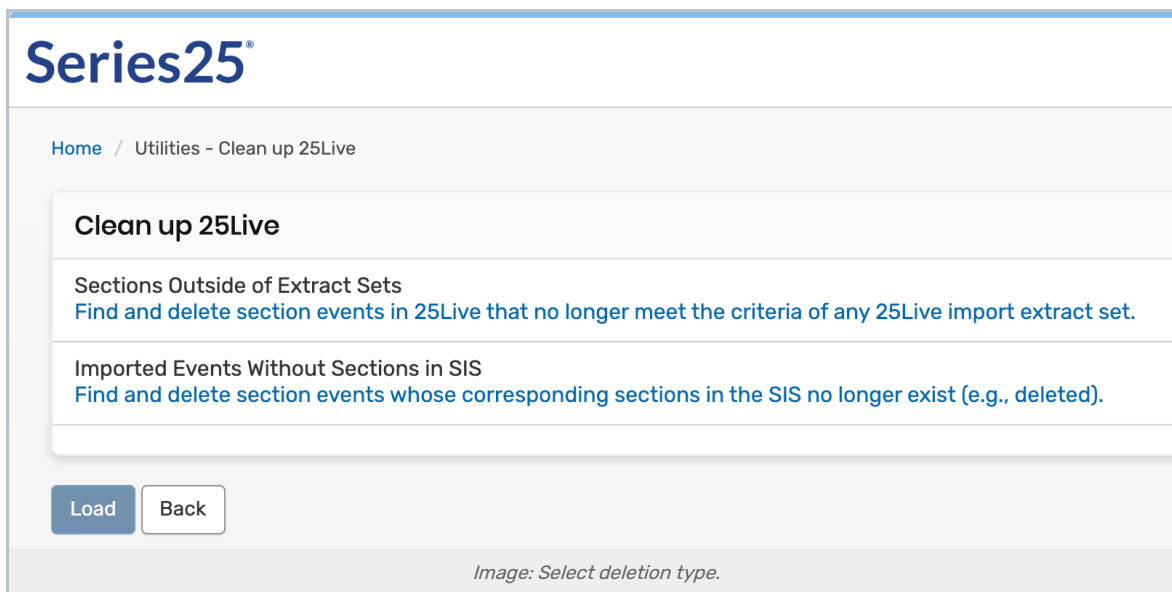 Series25®
Home / Utilities - Clean up 25Live
Clean up 25Live
Sections Outside of Extract Sets
Find and delete section events in 25Live that no longer meet the criteria of any 25Live import extract set.
Imported Events Without Sections in SIS
Find and delete section events whose corresponding sections in the SIS no longer exist (e.g., deleted).
Load Back
Image: Select deletion type.